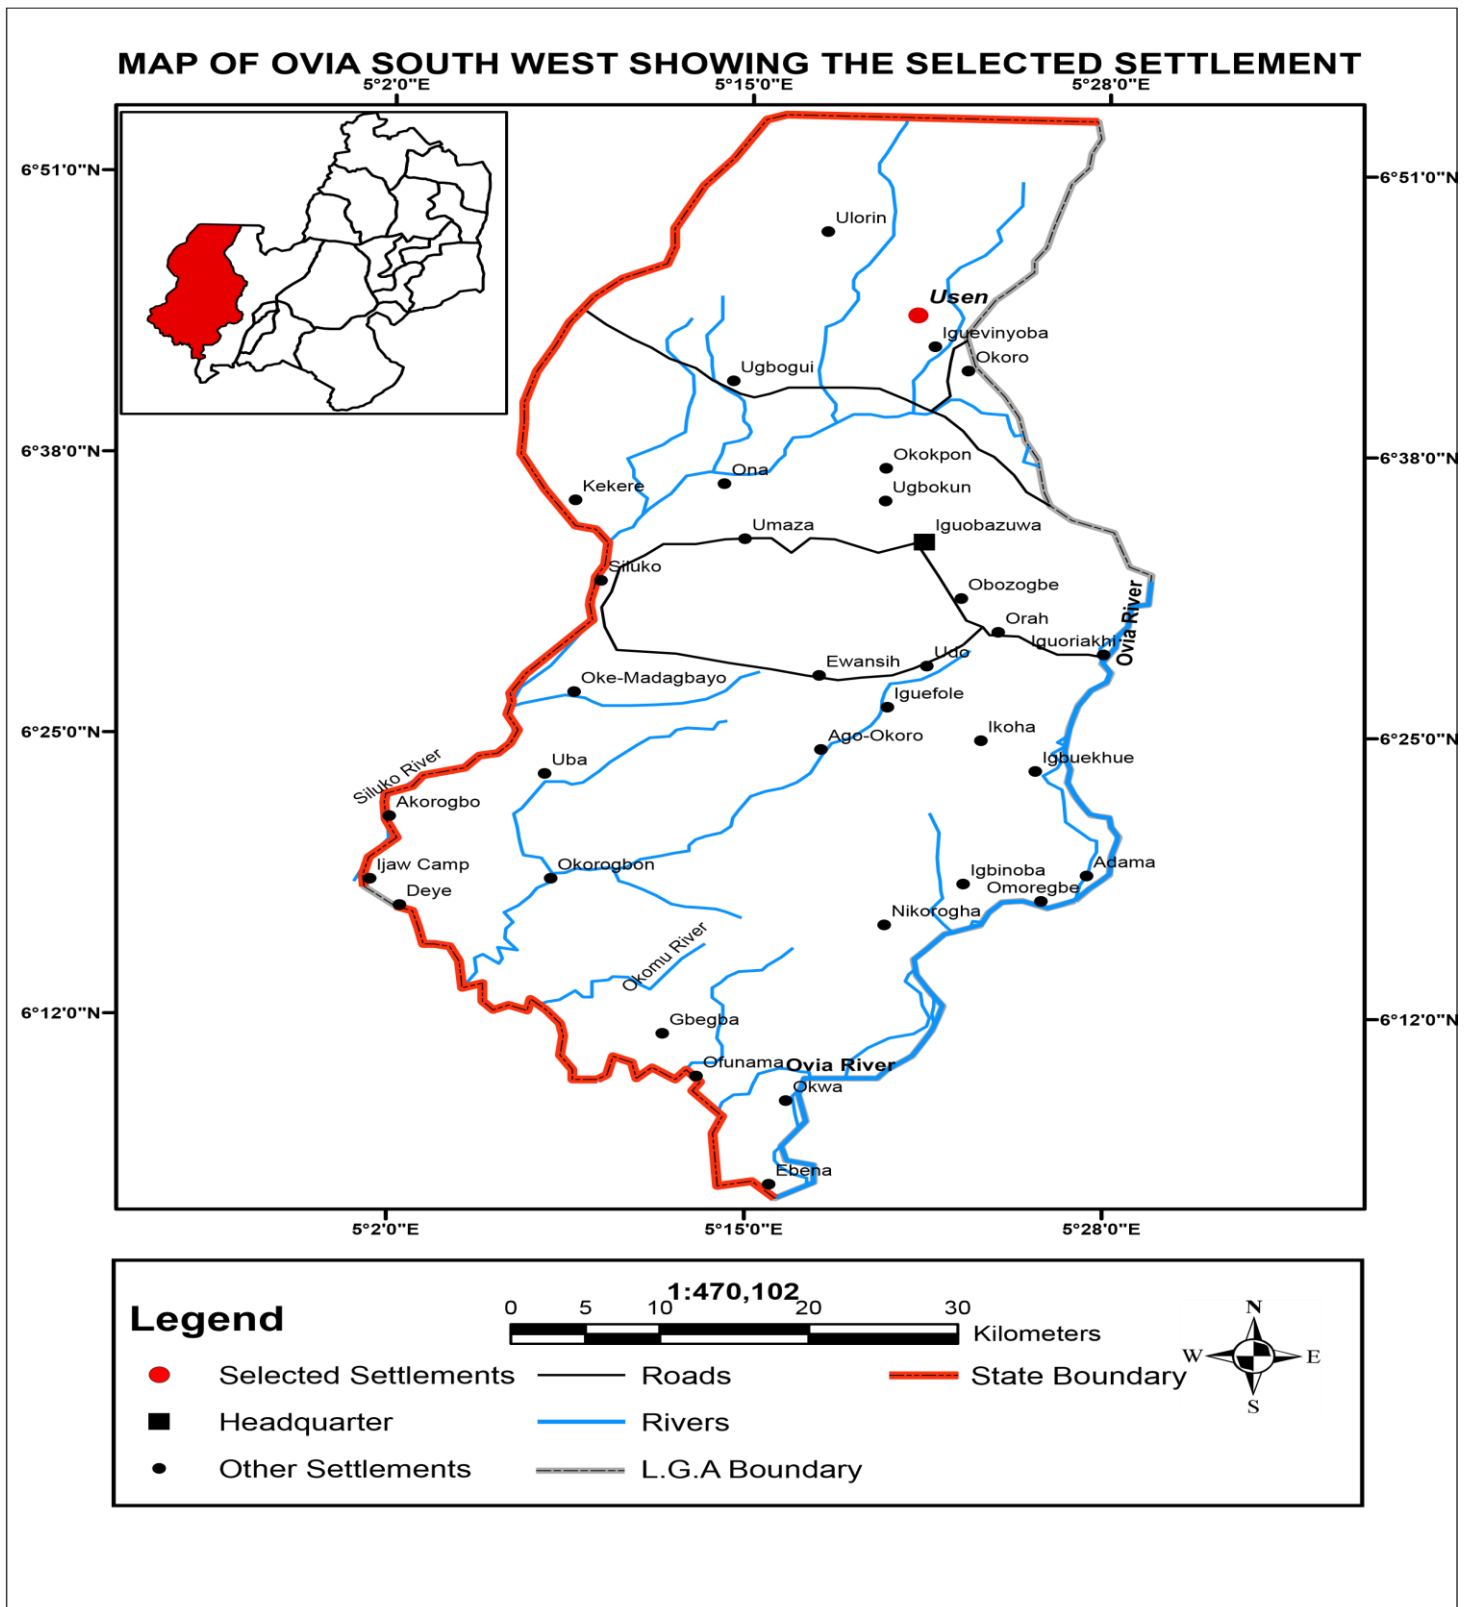 MAP OF OVIA SOUTH WEST SHOWING THE SELECTED SETTLEMENT
5°2'0"E 5°15'0"E 5°28'0"E
6°51'0"N 6°51'0"N
Ulorin
Usen
Iguevinyoba
Ugbogui Okoro
6°38'0"N 6°38'0"N
Okokpon
Ona
Kekere Ugbokun
Umaza Iguobazuwa
Siluko
Obozogbe
Orah
Iguoriakhi
Ovia River
Udo
Ewansih
Oke-Madagbayo
Iguefole
6°25'0"N 6°25'0"N
Ikoha
Ago-Okoro
Uba Igbuekhue
Siluko River
Akorogbo
Ijaw Camp Okorogbon Igbinoba Adama
Deye Omoregbe
Nikorogha
Okomu River
6°12'0"N 6°12'0"N
Gbegba
Ofunama Ovia River
Okwa
Ebena
5°2'0"E 5°15'0"E 5°28'0"E
1:470,102
0 5 10 20 30
Kilometers
Legend
N
W E
S
Selected Settlements Roads State Boundary
Headquarter Rivers
Other Settlements L.G.A Boundary